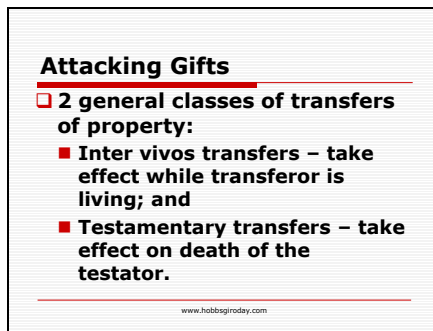 Attacking Gifts
2 general classes of transfers
of property:
Inter vivos transfers – take
effect while transferor is
living; and
Testamentary transfers – take
effect on death of the
testator.
www.hobbsgiroday.com